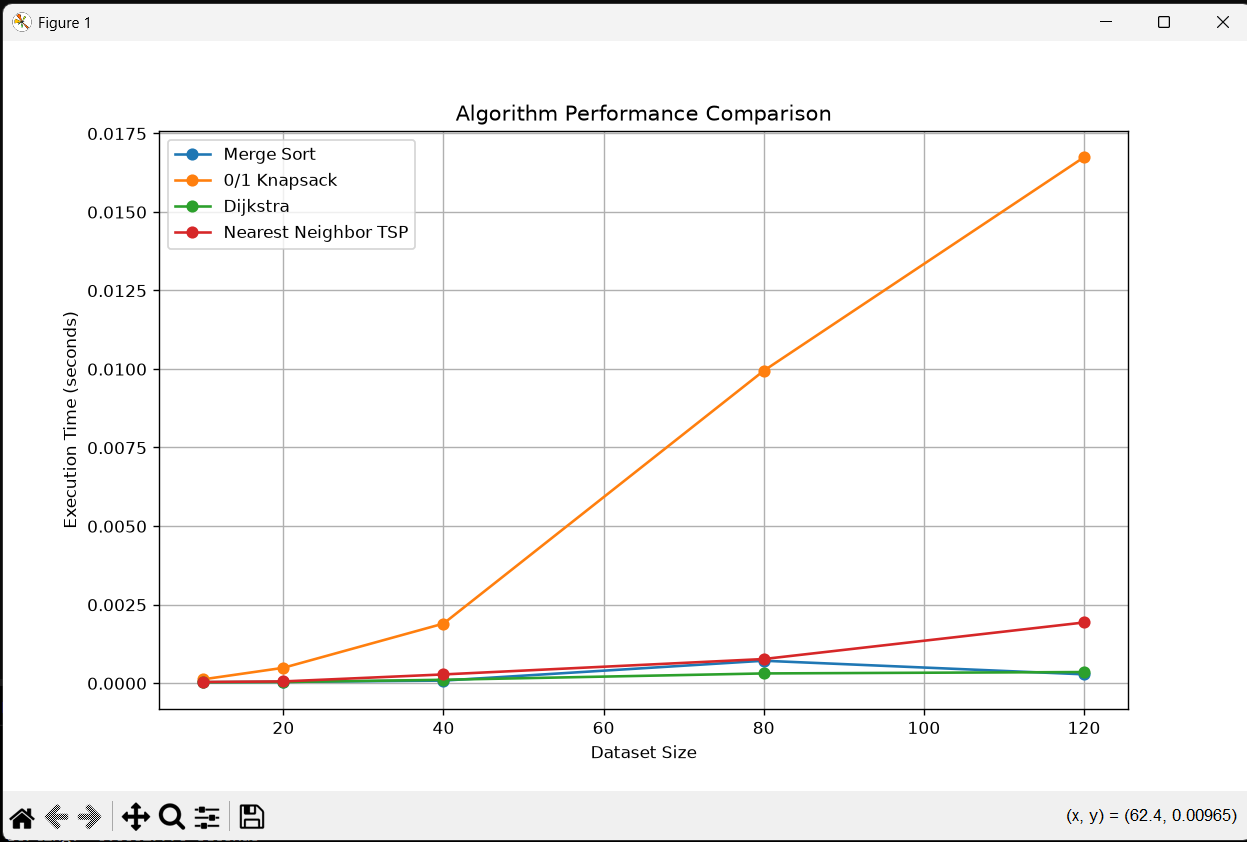 Figure 1
Algorithm Performance Comparison
Merge Sort
0/1 Knapsack
Dijkstra
Nearest Neighbor TSP
Execution Time (seconds)
0.0175
0.0150
0.0125
0.0100
0.0075
0.0050
0.0025
0.0000
20 40 60 80 100 120
Dataset Size
(x, y) = (62.4, 0.00965)